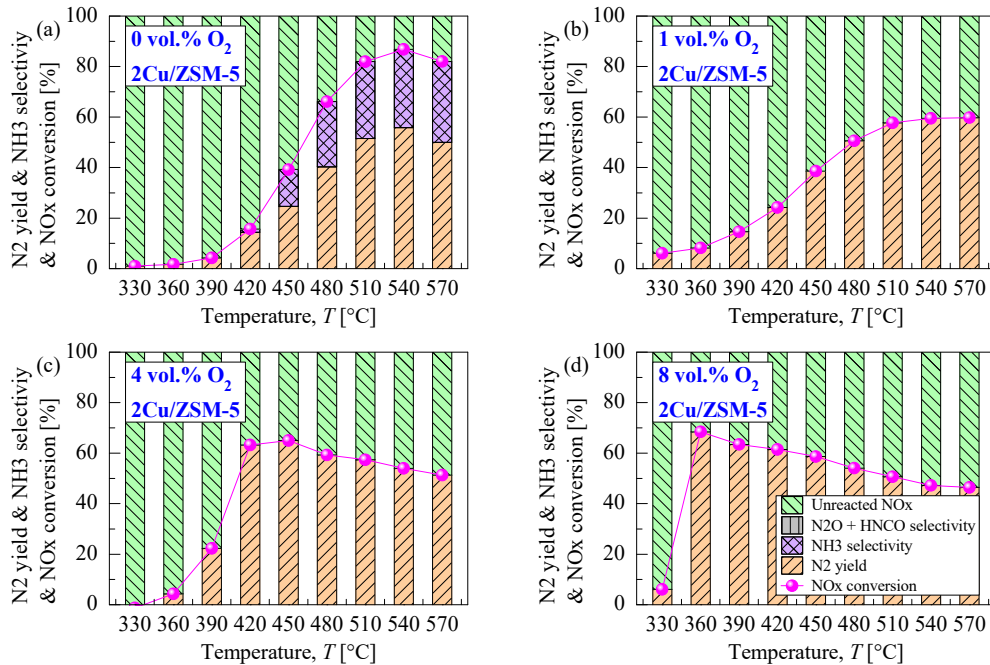 (a)
0 vol.% O2
2Cu/ZSM-5
N2 yield & NH3 selectiviy
& NOx conversion [%]
100
80
60
40
20
0
330 360 390 420 450 480 510 540 570
Temperature, T [°C]
(b)
1 vol.% O2
2Cu/ZSM-5
N2 yield & NH3 selectiviy
& NOx conversion [%]
100
80
60
40
20
0
330 360 390 420 450 480 510 540 570
Temperature, T [°C]
(c)
4 vol.% O2
2Cu/ZSM-5
N2 yield & NH3 selectiviy
& NOx conversion [%]
100
80
60
40
20
0
330 360 390 420 450 480 510 540 570
Temperature, T [°C]
(d)
8 vol.% O2
2Cu/ZSM-5
N2 yield & NH3 selectiviy
& NOx conversion [%]
100
80
60
40
20
0
330 360 390 420 450 480 510 540 570
Temperature, T [°C]
Unreacted NOx
N2O + HNCO selectivity
NH3 selectivity
N2 yield
NOx conversion